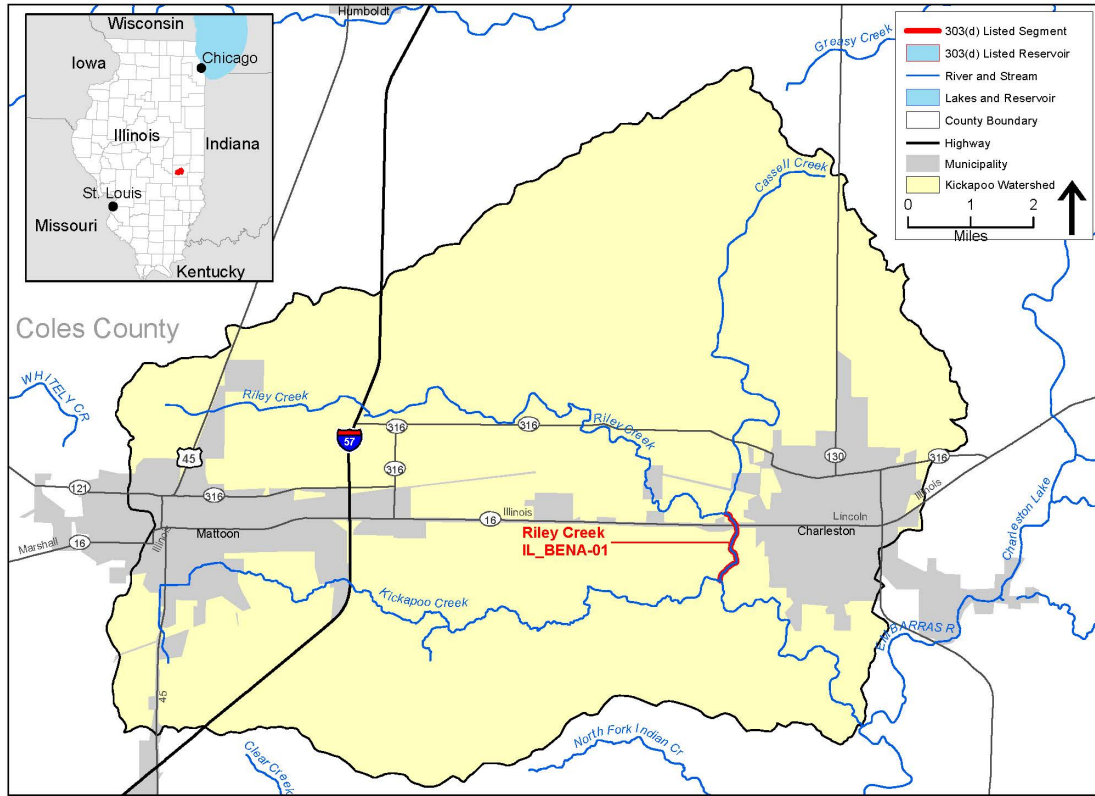 Humboldt
Wisconsin
Iowa
Chicago
Illinois
Indiana
St. Louis
Missouri
Kentucky
Greasy Creek
303(d) Listed Segment
303(d) Listed Reservoir
River and Stream
Lakes and Reservoir
County Boundary
Highway
Municipality
Kickapoo Watershed
0 1 2
Miles
Cassell Creek
Coles County
WHITELY CR
Riley Creek
Riley Creek
316
316
57
316
45
130
316
121
316
Illinois
Illinois
16
Lincoln
Mattoon
Charleston
Illinois
Marshall
16
Riley Creek
IL_BENA-01
Charleston Lake
Kickapoo Creek
EMBARRAS R
45
North Fork Indian Cr
Clear Creek